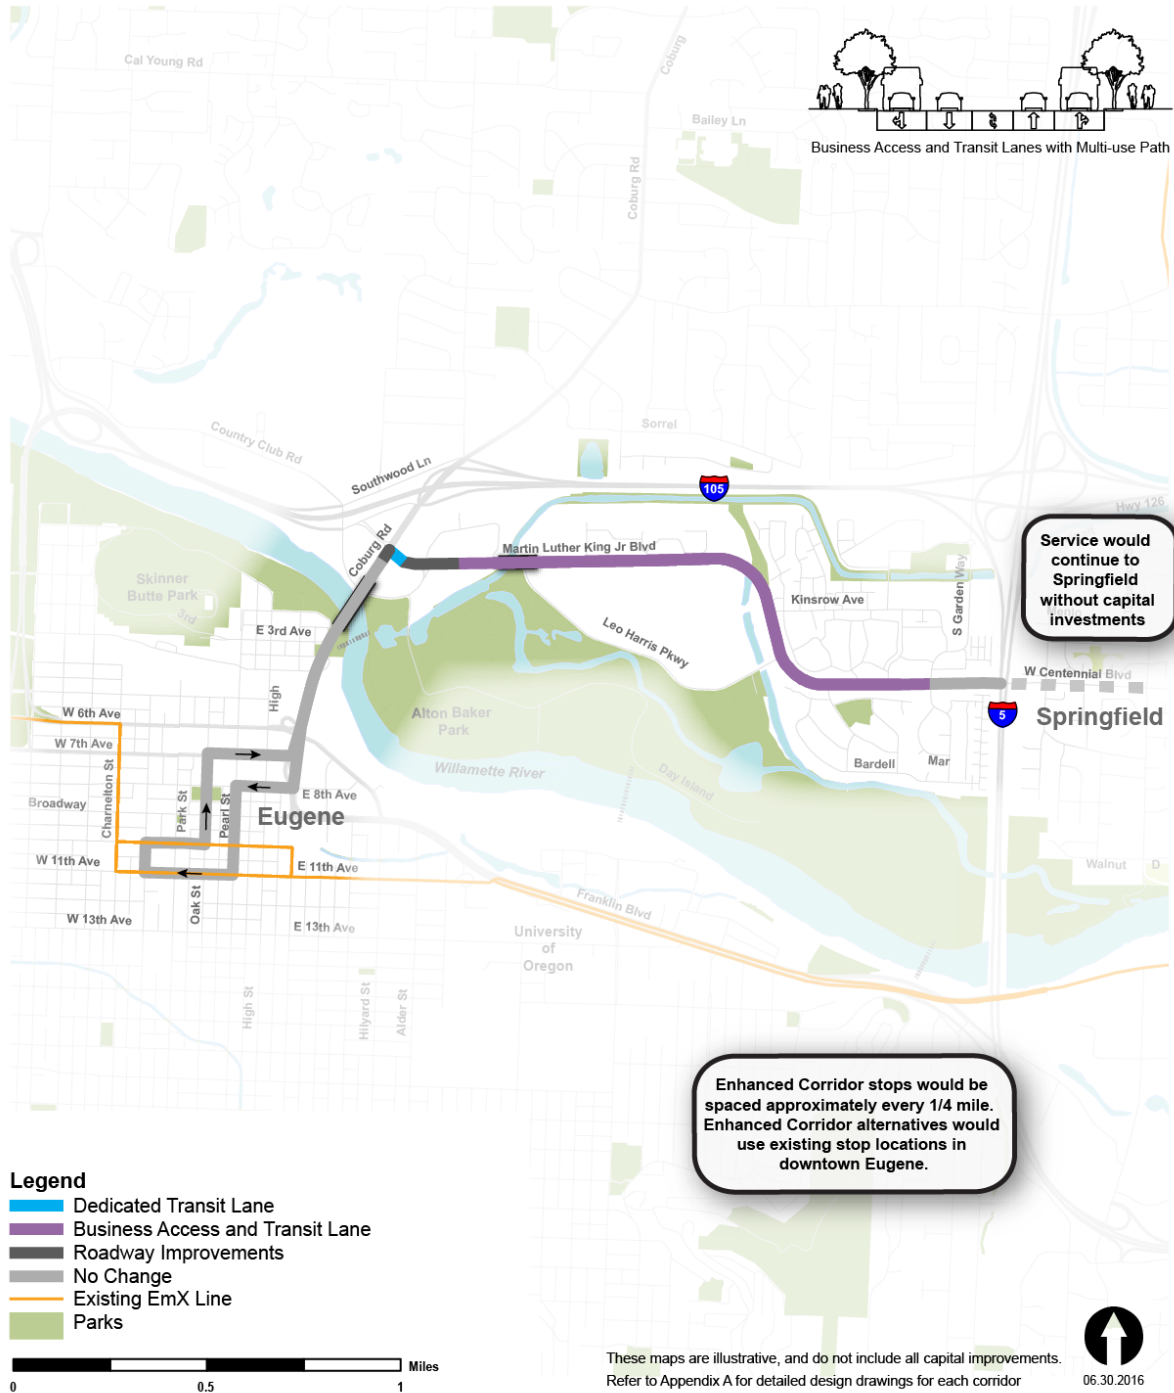 Cal Young Rd
Coburg
Bailey Ln
Business Access and Transit Lanes with Multi-use Path
Coburg Rd
Country Club Rd
Southwood Ln
Sorrel
105
Hwy 126
Coburg Rd
Martin Luther King Jr Blvd
Service would
continue to
Springfield
without capital
investments
Skinner
Butte Park
3rd
E 3rd Ave
Kinsrow Ave
S Garden Way
Leo Harris Pkwy
W Centennial Blvd
High
W 6th Ave
W 7th Ave
Alton Baker
Park
5
Springfield
Charnelton St
Willamette River
Day Island
Bardell
Mar
Broadway
Park St
Pearl St
E 8th Ave
Eugene
W 11th Ave
E 11th Ave
Walnut
D
Oak St
W 13th Ave
E 13th Ave
Franklin Blvd
University
of
Oregon
High St
Hilyard St
Alder St
Enhanced Corridor stops would be
spaced approximately every 1/4 mile.
Enhanced Corridor alternatives would
use existing stop locations in
downtown Eugene.
Legend
Dedicated Transit Lane
Business Access and Transit Lane
Roadway Improvements
No Change
Existing EmX Line
Parks
Miles
0 0.5 1
These maps are illustrative, and do not include all capital improvements.
Refer to Appendix A for detailed design drawings for each corridor
06.30.2016